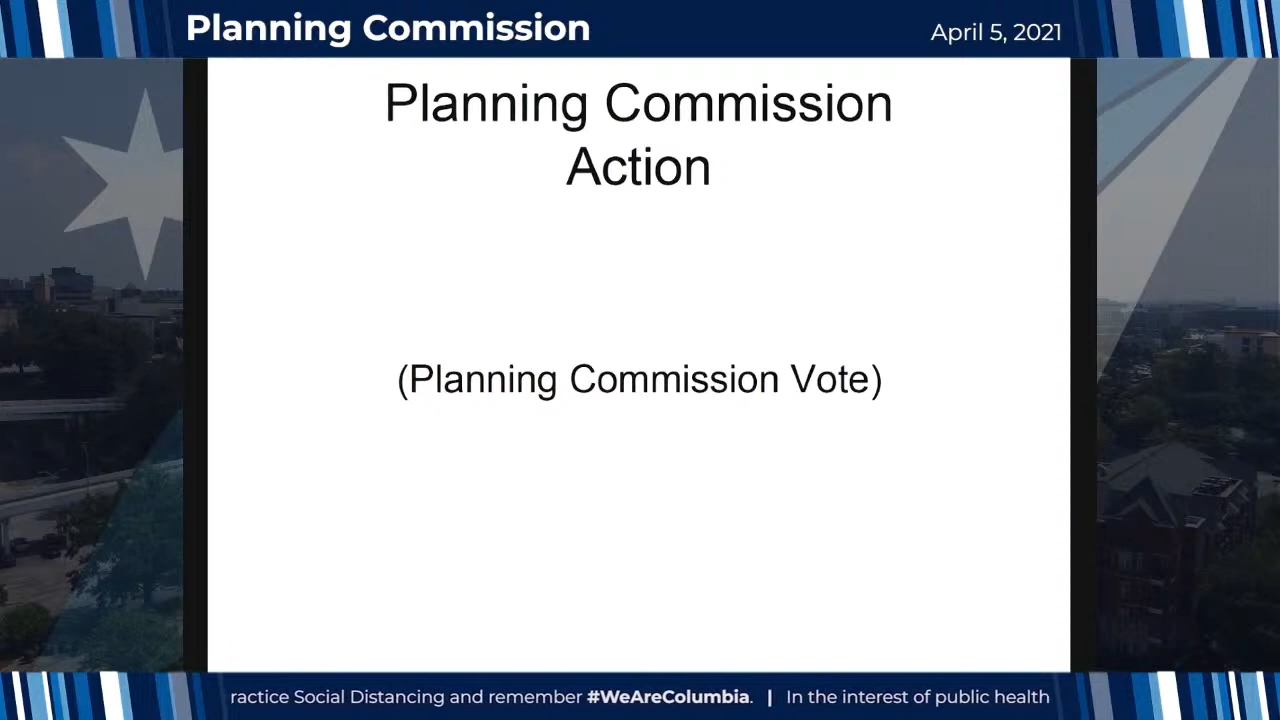 Planning Commission
April 5, 2021
Planning Commission
Action
(Planning Commission Vote)
ractice Social Distancing and remember #WeAreColumbia. | In the interest of public health